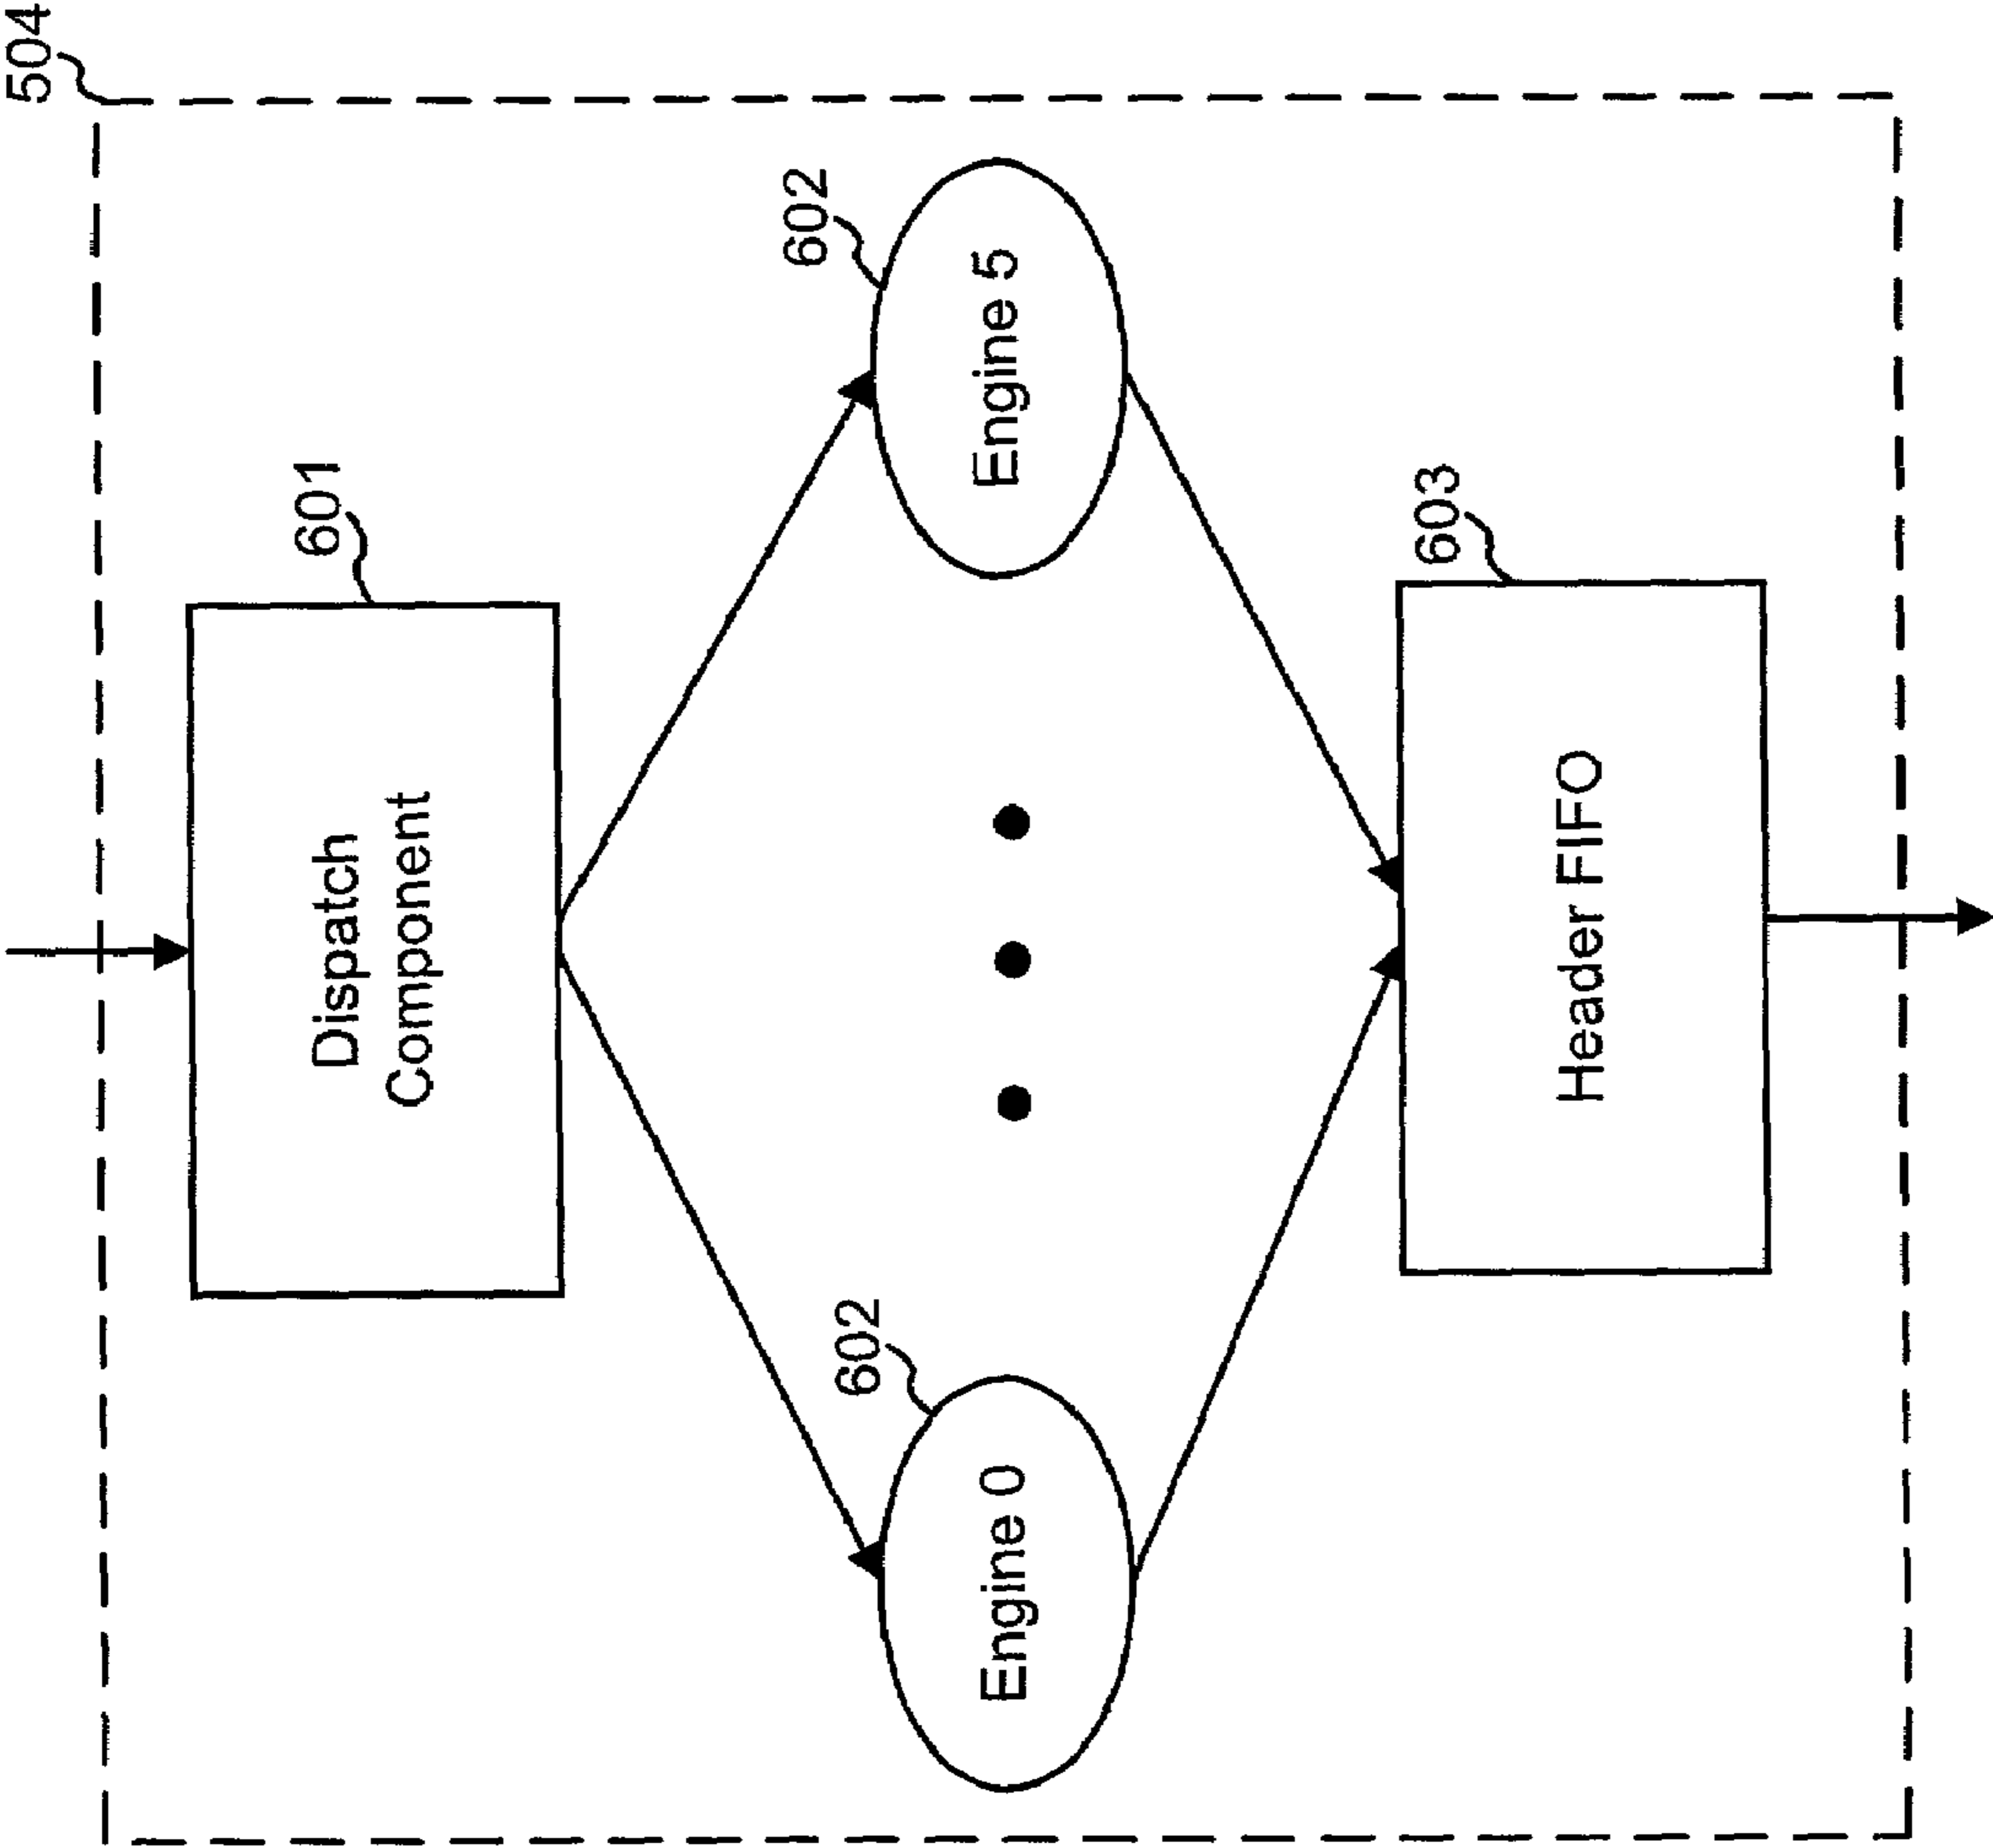 504
601
Dispatch
Component
602
Engine 0
602
Engine 5
603
Header FIFO